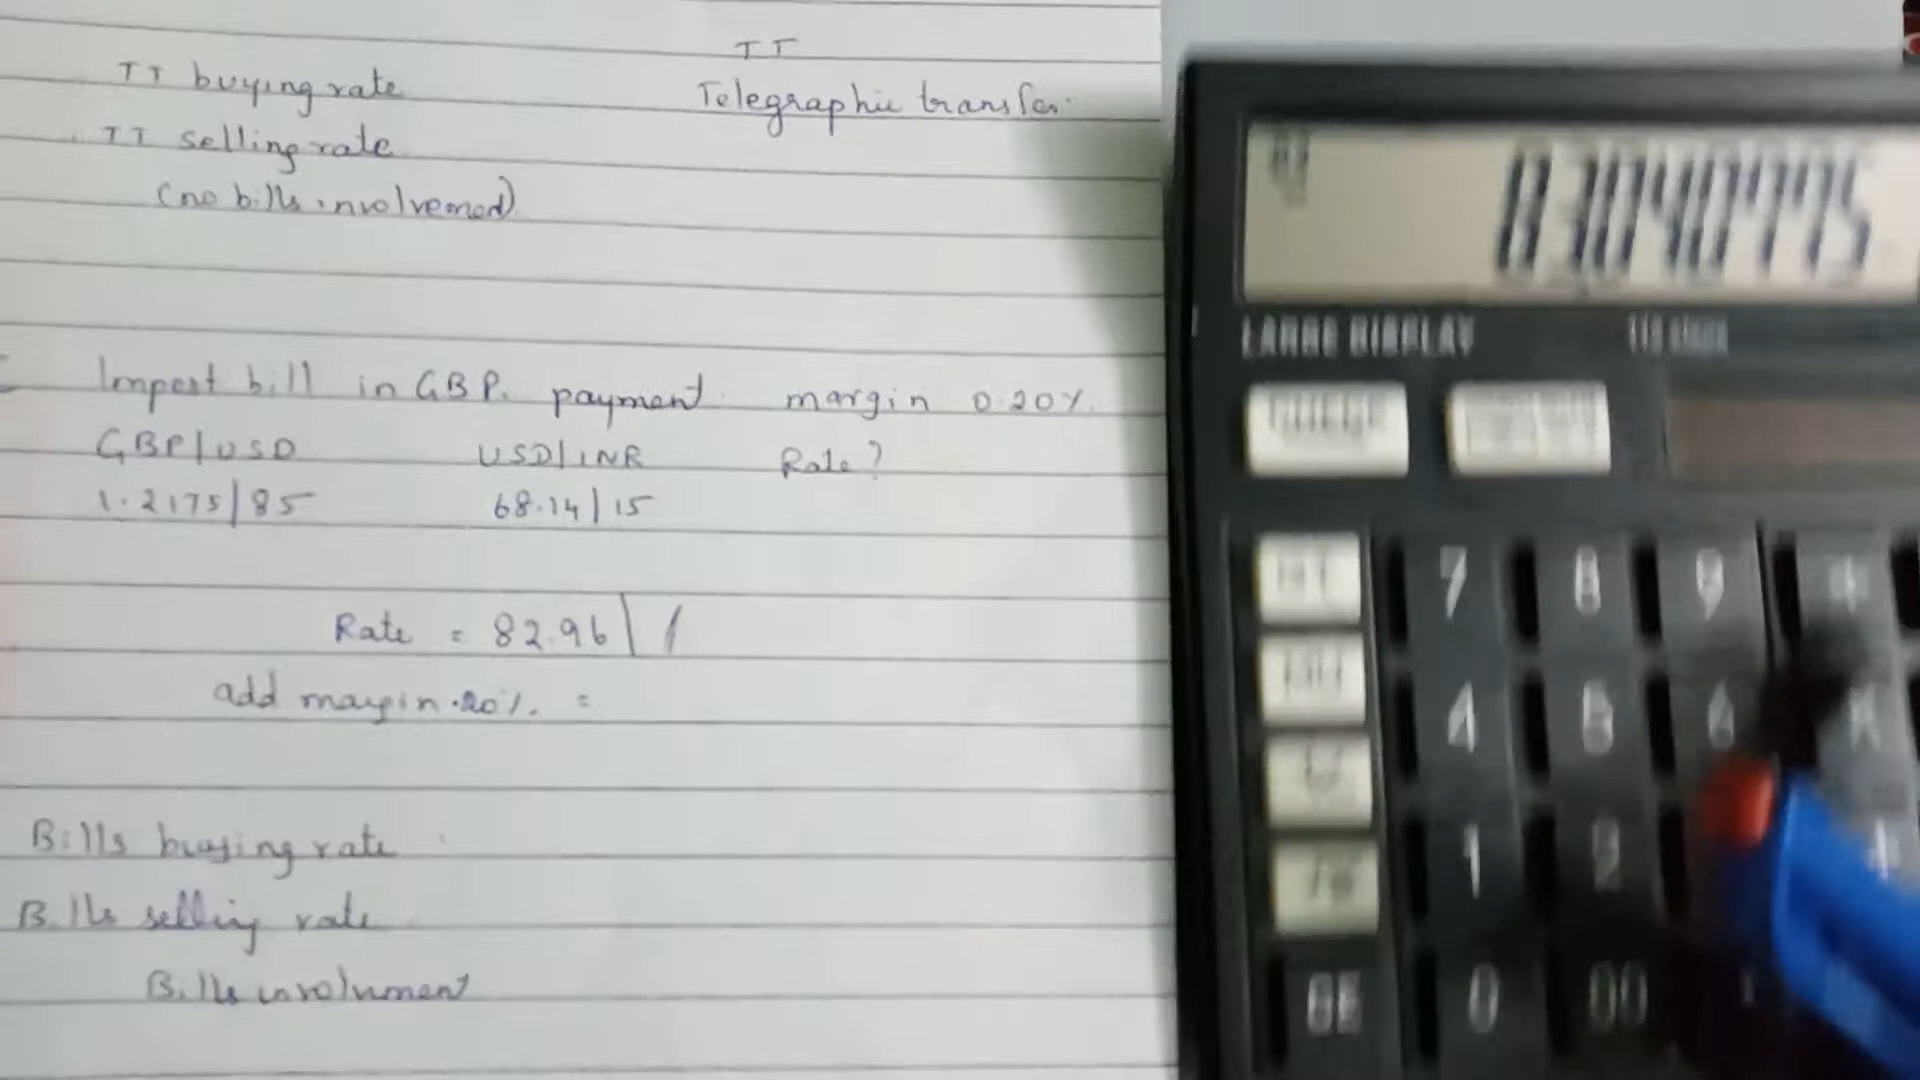 TT
TT buying rate
Telegraphic transfer
TT selling rate
(no bills involvemed)
Import bill in GBP. payment margin 0.20%.
GBP/USD USD/INR Rate?
1.2175/85 68.14/15
Rate = 82.96 | /
add margin .20%. =
Bills buying rate
Bills selling rate
Bills involvment
LARGE DISPLAY
7 8 9
4 5 6
1 2
0 00